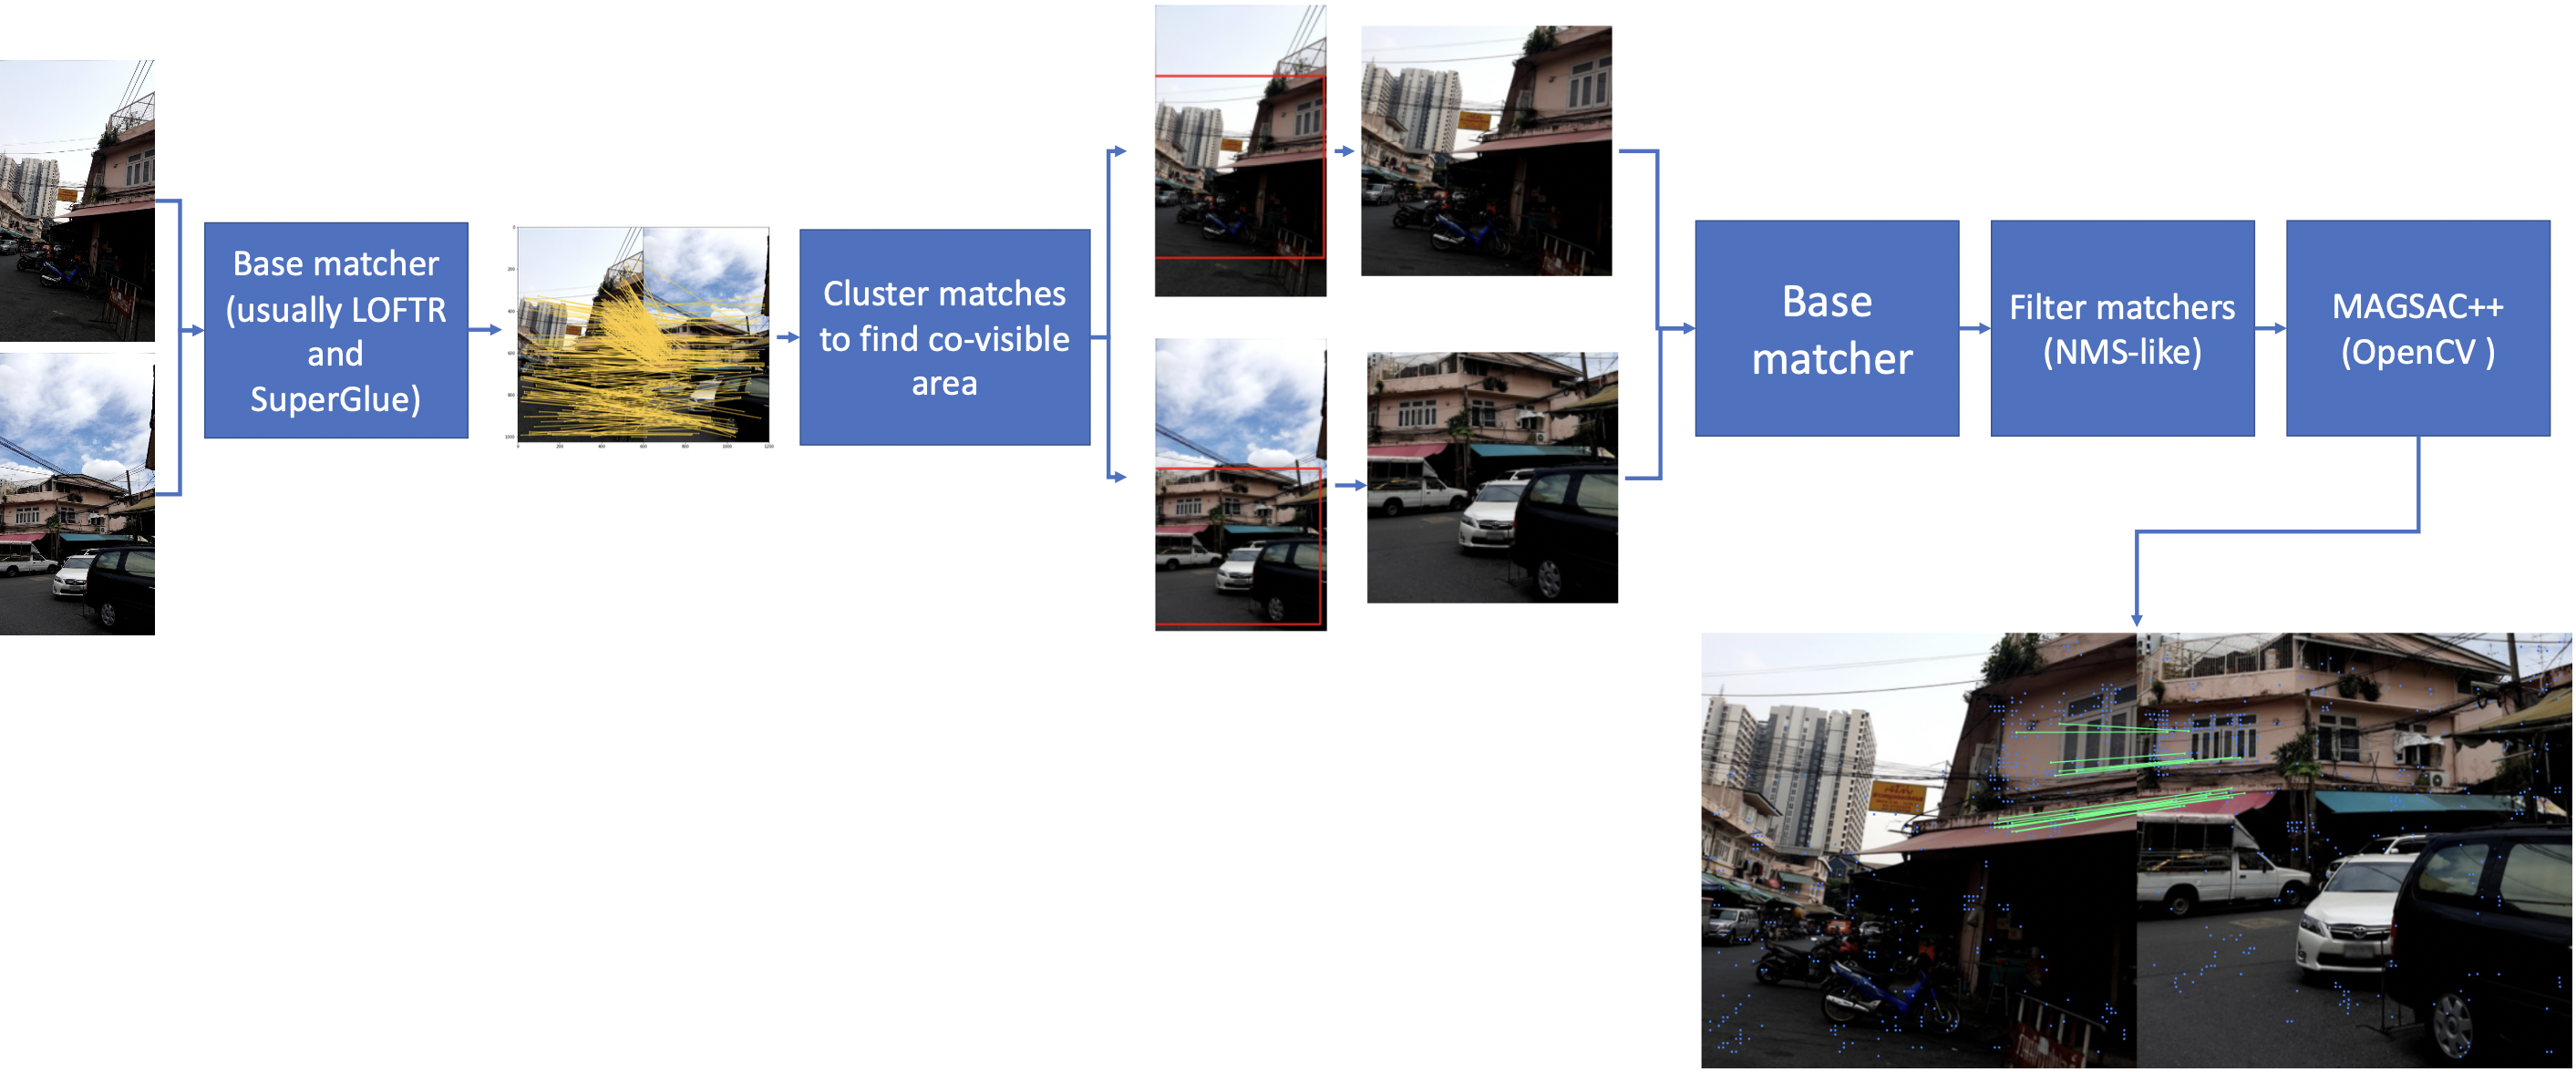 Base matcher
(usually LOFTR
and
SuperGlue)
Cluster matches
to find co-visible
area
Base
matcher
Filter matchers
(NMS-like)
MAGSAC++
(OpenCV )